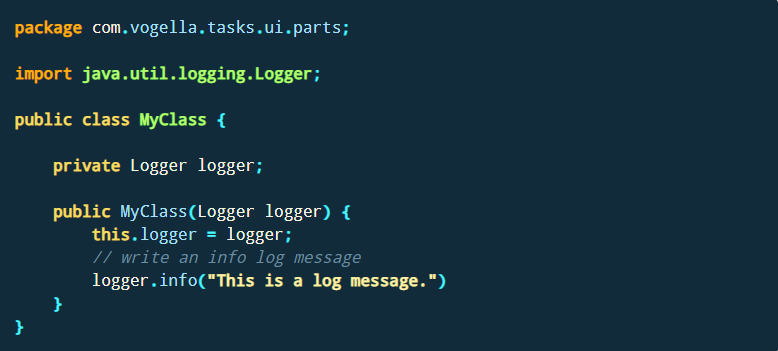 package com.vogella.tasks.ui.parts;
import java.util.logging.Logger;
public class MyClass {
private Logger logger;
public MyClass(Logger logger) {
this.logger = logger;
// write an info log message
logger.info("This is a log message.")
}
}